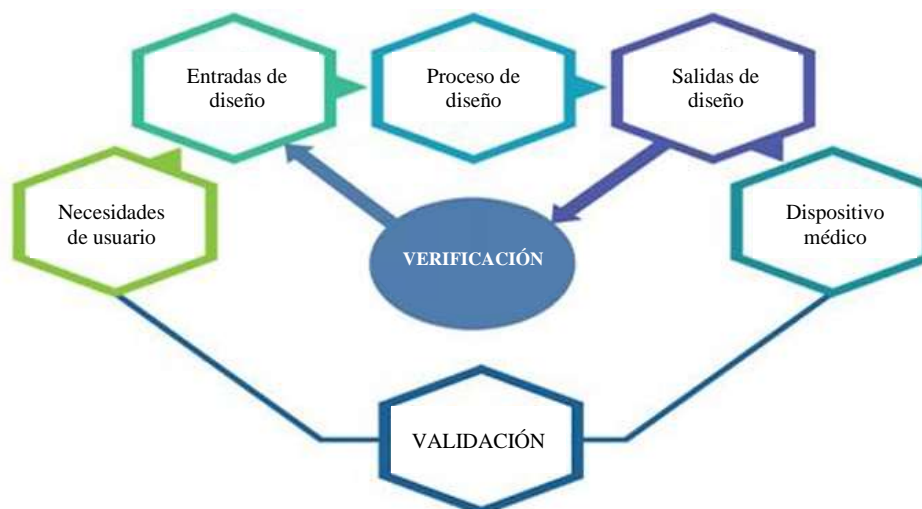 Entradas de
diseño
Proceso de
diseño
Salidas de
diseño
Necesidades
de usuario
VERIFICACIÓN
Dispositivo
médico
VALIDACIÓN